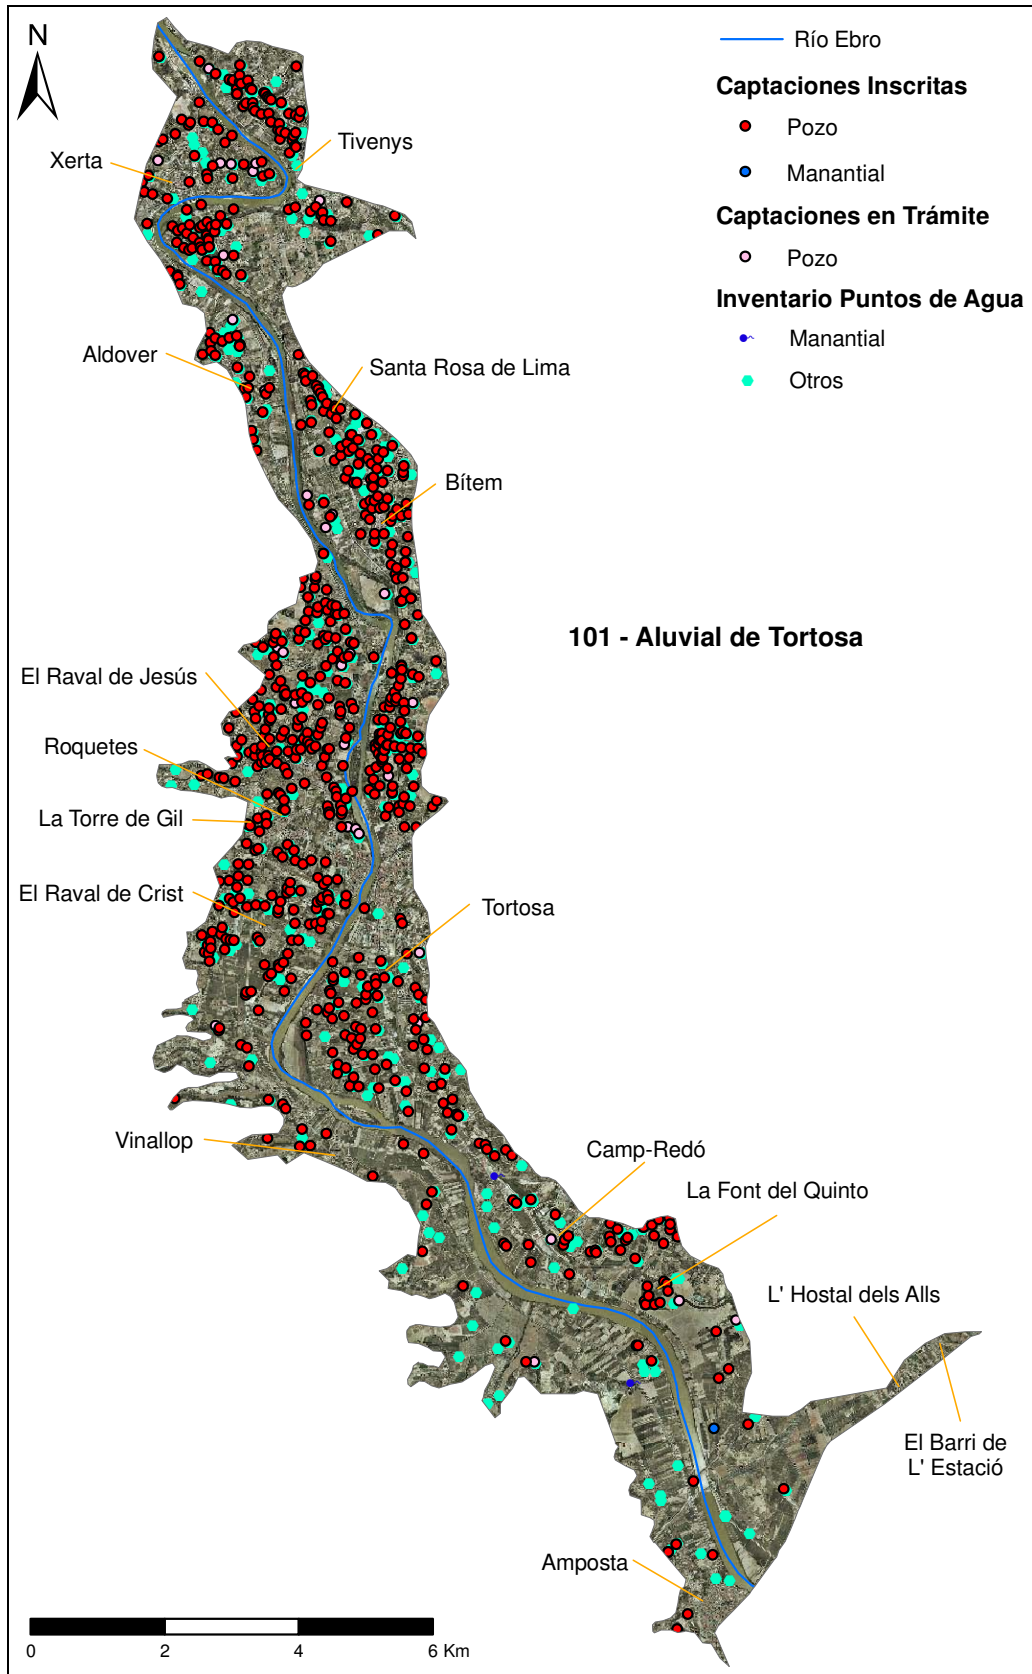 N
Río Ebro
Captaciones Inscritas
Pozo
Manantial
Captaciones en Trámite
Pozo
Inventario Puntos de Agua
Manantial
Otros
Tivenys
Xerta
Aldover
Santa Rosa de Lima
Bítem
101 - Aluvial de Tortosa
El Raval de Jesús
Roquetes
La Torre de Gil
El Raval de Crist
Tortosa
Vinallop
Camp-Redó
La Font del Quinto
L' Hostal dels Alls
El Barri de
L' Estació
Amposta
0 2 4 6 Km